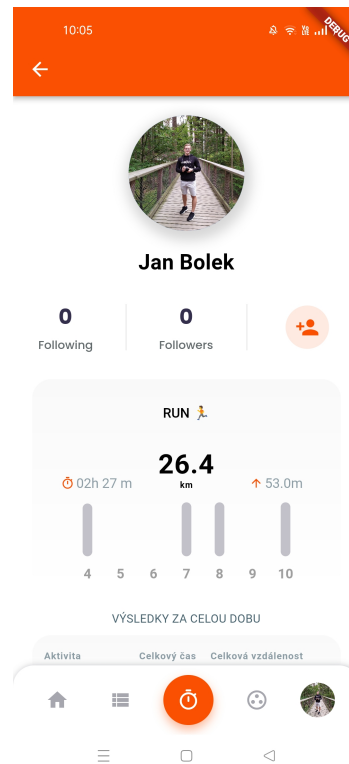 10:05
DEBUG
Jan Bolek
0 0
Following Followers
RUN
26.4
km
02h 27 m 53.0m
4 5 6 7 8 9 10
VÝSLEDKY ZA CELOU DOBU
Aktivita Celkový čas Celková vzdálenost